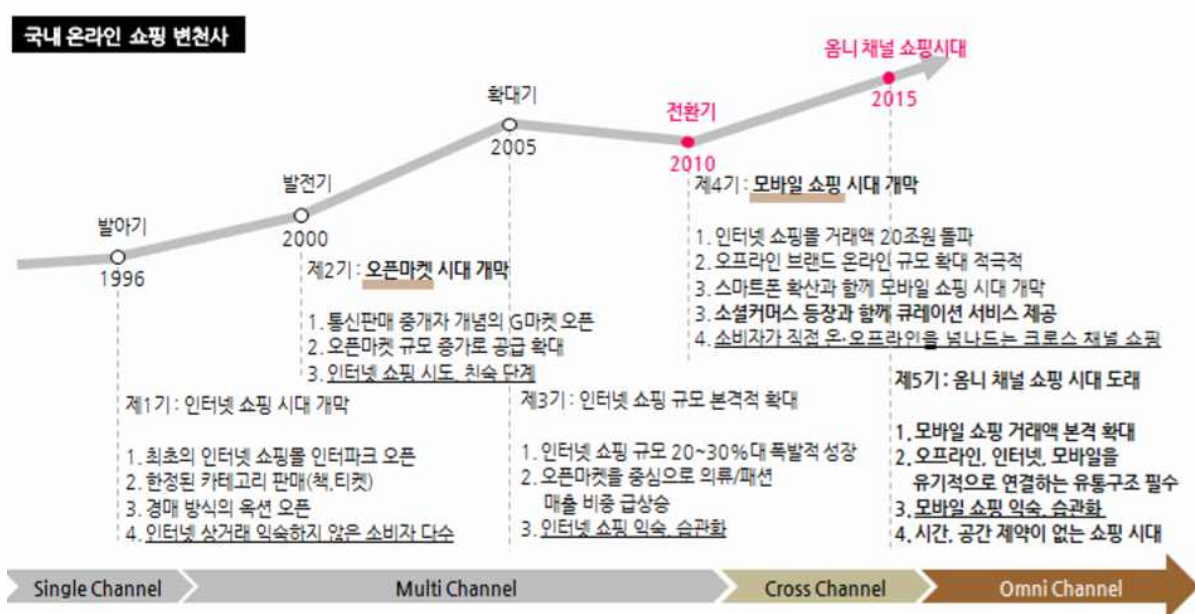 국내 온라인 쇼핑 변천사
발아기
1996
발전기
2000
확대기
2005
전환기
2010
옴니 채널 쇼핑시대
2015
제1기 : 인터넷 쇼핑 시대 개막
1. 최초의 인터넷 쇼핑몰 인터파크 오픈
2. 한정된 카테고리 판매(책,티켓)
3. 경매 방식의 옥션 오픈
4. 인터넷 상거래 익숙하지 않은 소비자 다수
제2기 : 오픈마켓 시대 개막
1. 통신판매 중개자 개념의 G마켓 오픈
2. 오픈마켓 규모 증가로 공급 확대
3. 인터넷 쇼핑 시도, 친숙 단계
제3기 : 인터넷 쇼핑 규모 본격적 확대
1. 인터넷 쇼핑 규모 20~30%대 폭발적 성장
2. 오픈마켓을 중심으로 의류/패션
매출 비중 급상승
3. 인터넷 쇼핑 익숙, 습관화
제4기 : 모바일 쇼핑 시대 개막
1. 인터넷 쇼핑몰 거래액 20조원 돌파
2. 오프라인 브랜드 온라인 규모 확대 적극적
3. 스마트폰 확산과 함께 모바일 쇼핑 시대 개막
3. 소셜커머스 등장과 함께 큐레이션 서비스 제공
4. 소비자가 직접 온·오프라인을 넘나드는 크로스 채널 쇼핑
제5기 : 옴니 채널 쇼핑 시대 도래
1. 모바일 쇼핑 거래액 본격 확대
2. 오프라인, 인터넷, 모바일을
유기적으로 연결하는 유통구조 필수
3. 모바일 쇼핑 익숙, 습관화
4. 시간, 공간 제약이 없는 쇼핑 시대
Single Channel
Multi Channel
Cross Channel
Omni Channel